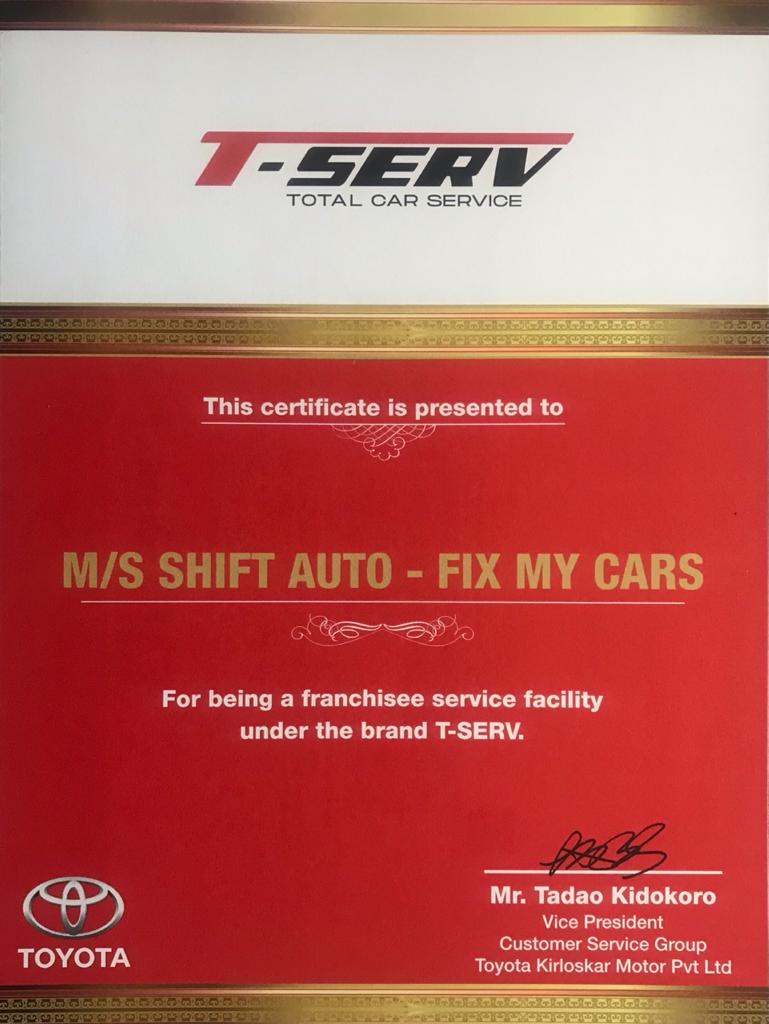 T-SERV
TOTAL CAR SERVICE
This certificate is presented to
M/S SHIFT AUTO - FIX MY CARS
For being a franchisee service facility
under the brand T-SERV.
Mr. Tadao Kidokoro
Vice President
Customer Service Group
Toyota Kirloskar Motor Pvt Ltd
TOYOTA